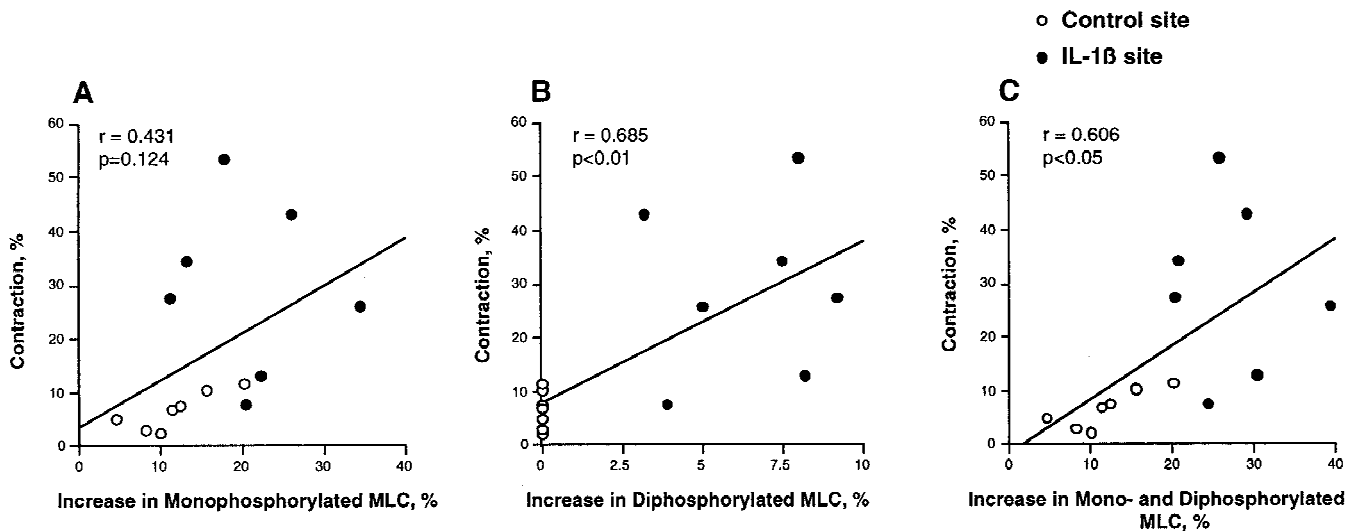 Control site
IL-1ß site
A
r = 0.431
p=0.124
60
50
40
30
20
10
0
Contraction, %
0 10 20 30 40
Increase in Monophosphorylated MLC, %
B
r = 0.685
p<0.01
60
50
40
30
20
10
0
Contraction, %
0 2.5 5 7.5 10
Increase in Diphosphorylated MLC, %
C
r = 0.606
p<0.05
60
50
40
30
20
10
0
Contraction, %
0 10 20 30 40
Increase in Mono- and Diphosphorylated
MLC, %